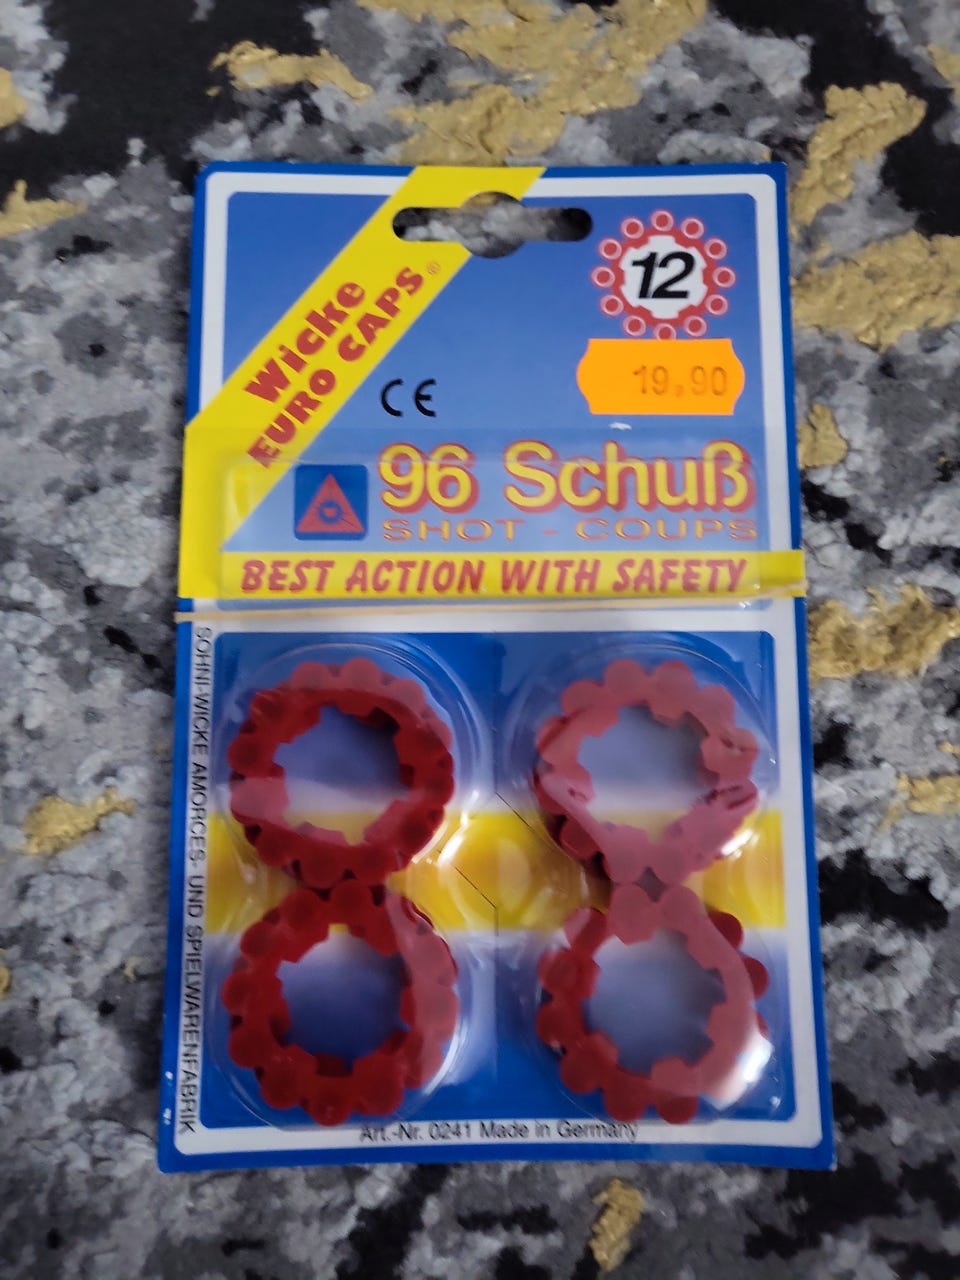 Wicke
EURO CAPS ©
12
19,90
CE
96 Schuß
SHOT - COUPS
BEST ACTION WITH SAFETY
SOHNI-WICKE AMORCES- UND SPIELWARENFABRIK
Art.-Nr. 0241 Made in Germany